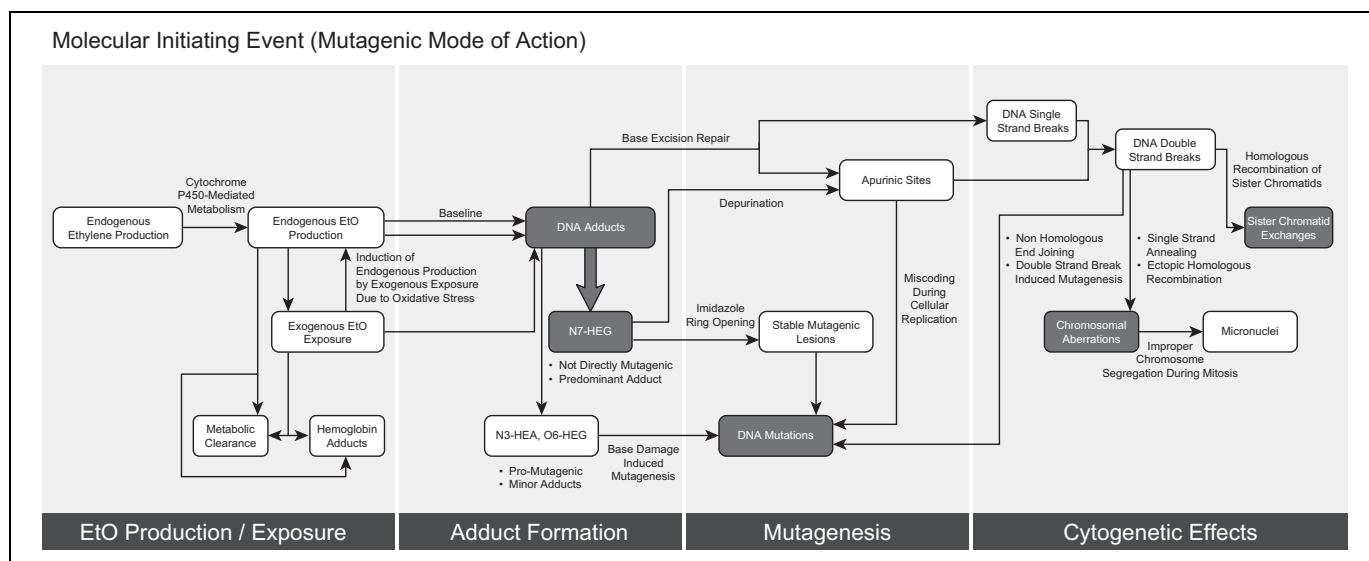 Molecular Initiating Event (Mutagenic Mode of Action)
Cytochrome
P450-Mediated
Metabolism
Endogenous
Ethylene Production
Endogenous EtO
Production
Induction of
Endogenous Production
by Exogenous Exposure
Due to Oxidative Stress
Exogenous EtO
Exposure
Metabolic
Clearance
Hemoglobin
Adducts
Baseline
DNA Adducts
N7-HEG
• Not Directly Mutagenic
• Predominant Adduct
N3-HEA, O6-HEG
• Pro-Mutagenic
• Minor Adducts
Base Excision Repair
Depurination
Imidazole
Ring Opening
Base Damage
Induced
Mutagenesis
Apurinic Sites
Stable Mutagenic
Lesions
DNA Mutations
Miscoding
During
Cellular
Replication
DNA Single
Strand Breaks
DNA Double
Strand Breaks
Homologous
Recombination of
Sister Chromatids
Sister Chromatid
Exchanges
• Non Homologous
End Joining
• Double Strand Break
Induced Mutagenesis
• Single Strand
Annealing
• Ectopic Homologous
Recombination
Chromosomal
Aberrations
Micronuclei
Improper
Chromosome
Segregation During Mitosis
EtO Production / Exposure
Adduct Formation
Mutagenesis
Cytogenetic Effects